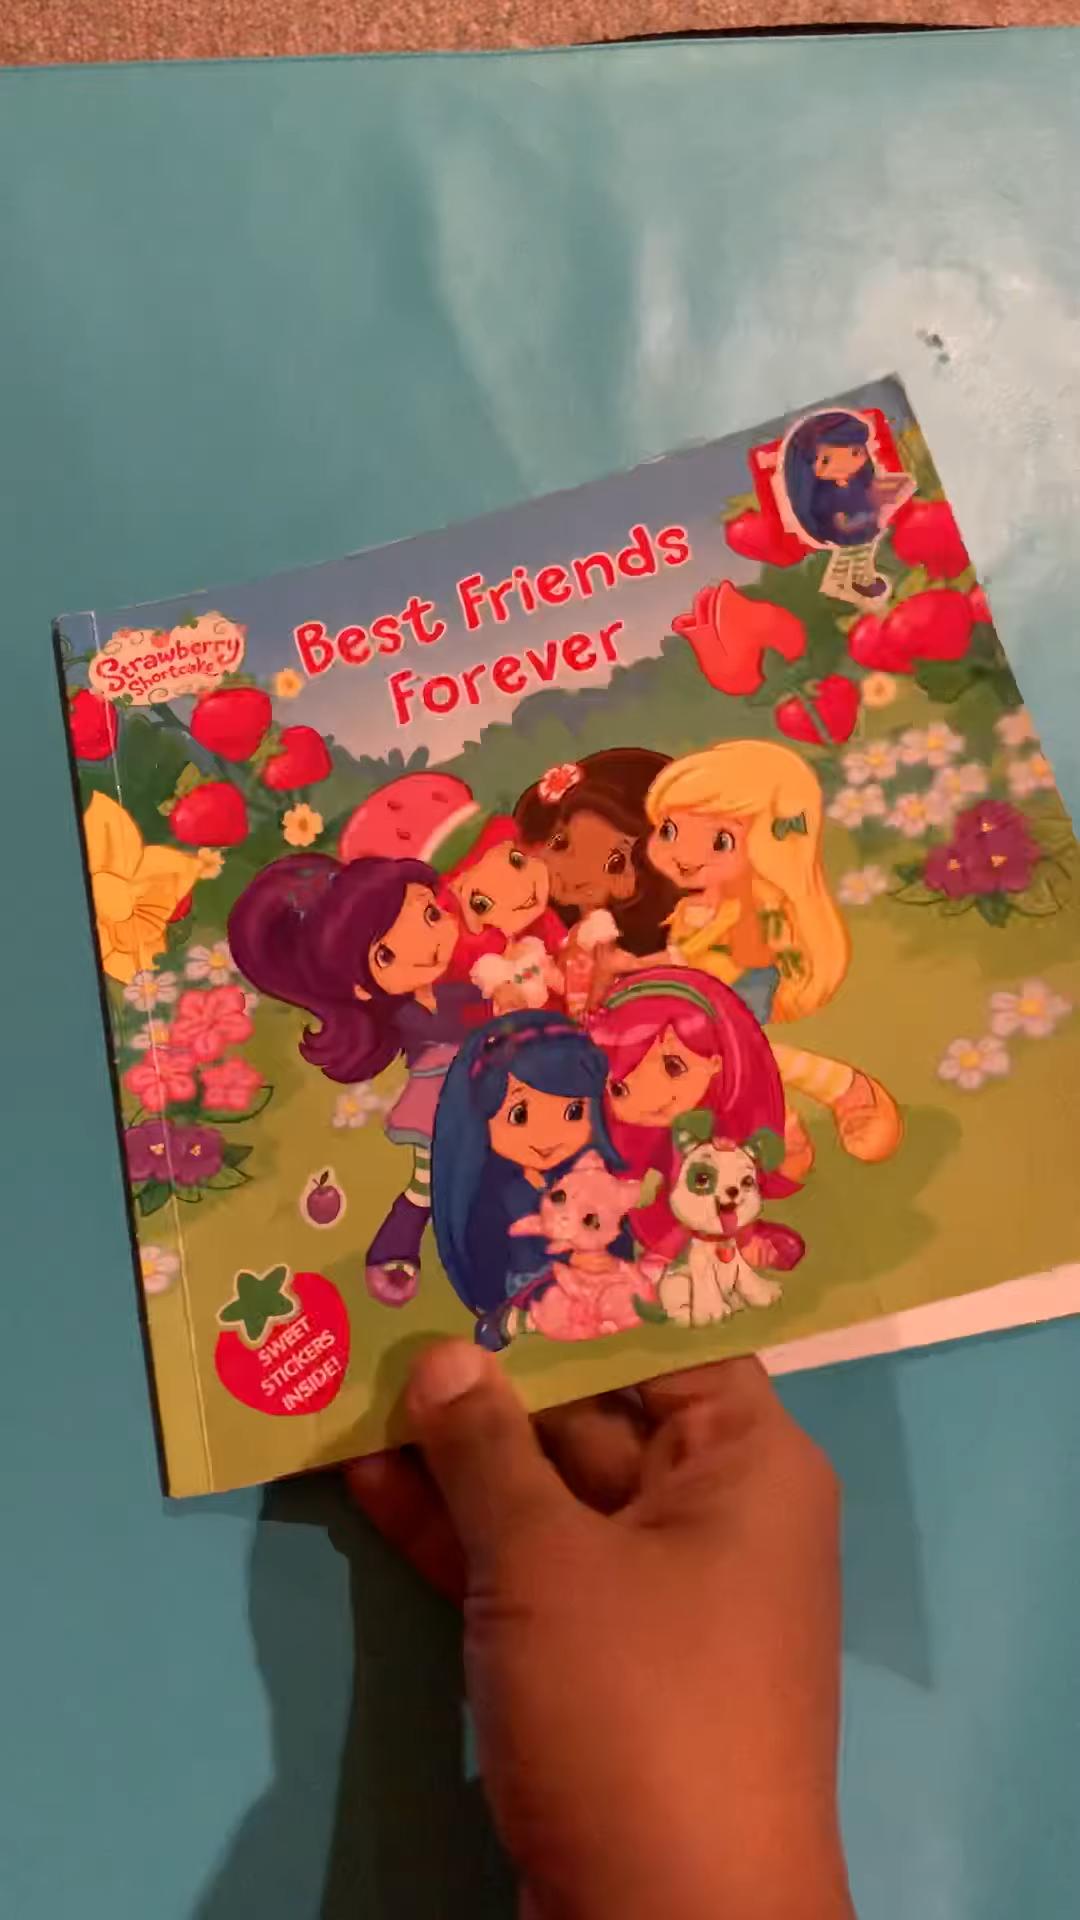 Strawberry
Shortcake
Best Friends
Forever
SWEET
STICKERS
INSIDE!